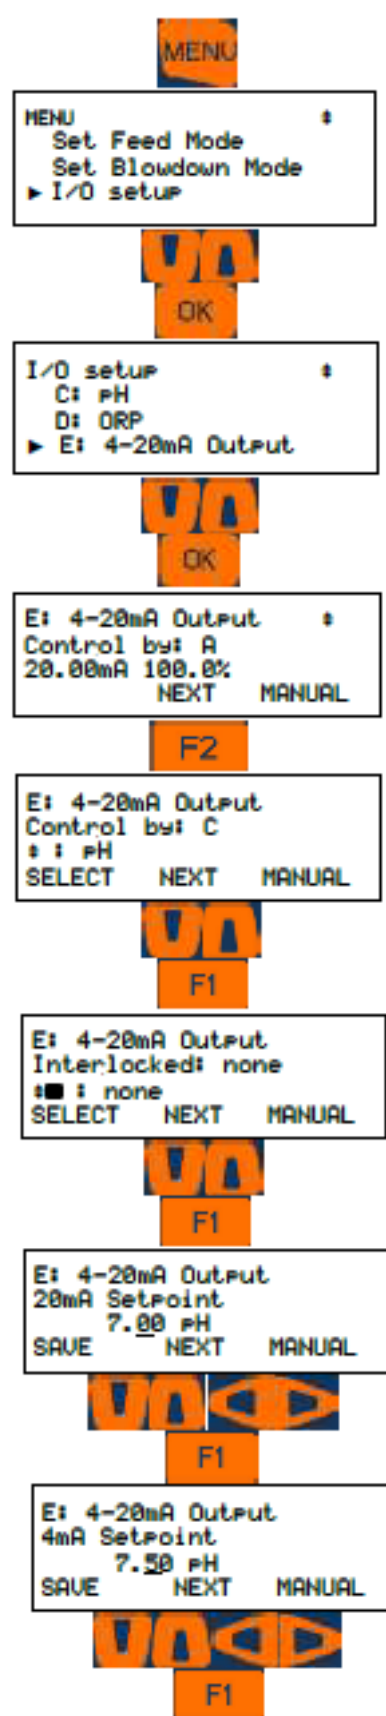 MENU
MENU
Set Feed Mode
Set Blowdown Mode
► I/O setup
OK
I/O setup
C: pH
D: ORP
► E: 4-20mA Output
OK
E: 4-20mA Output
Control by: A
20.00mA 100.0%
NEXT MANUAL
F2
E: 4-20mA Output
Control by: C
: pH
SELECT NEXT MANUAL
F1
E: 4-20mA Output
Interlocked: none
: none
SELECT NEXT MANUAL
F1
E: 4-20mA Output
20mA Setpoint
7.00 pH
SAVE NEXT MANUAL
F1
E: 4-20mA Output
4mA Setpoint
7.50 pH
SAVE NEXT MANUAL
F1